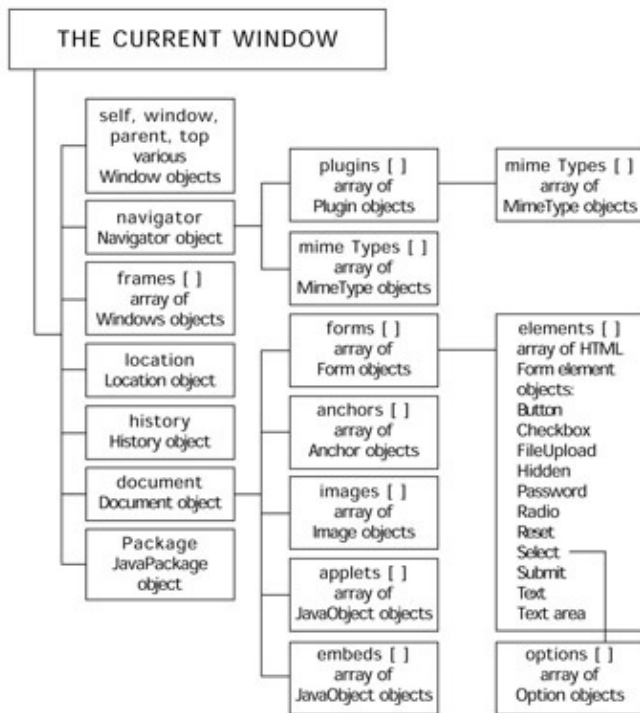 THE CURRENT WINDOW
self, window,
parent, top
various
Window objects
navigator
Navigator object
frames [ ]
array of
Windows objects
location
Location object
history
History object
document
Document object
Package
JavaPackage
object
plugins [ ]
array of
Plugin objects
mime Types [ ]
array of
MimeType objects
forms [ ]
array of
Form objects
anchors [ ]
array of
Anchor objects
images [ ]
array of
Image objects
applets [ ]
array of
JavaObject objects
embeds [ ]
array of
JavaObject objects
mime Types [ ]
array of
MimeType objects
elements [ ]
array of HTML
Form element
objects:
Button
Checkbox
FileUpload
Hidden
Password
Radio
Reset
Select
Submit
Text
Text area
options [ ]
array of
Option objects